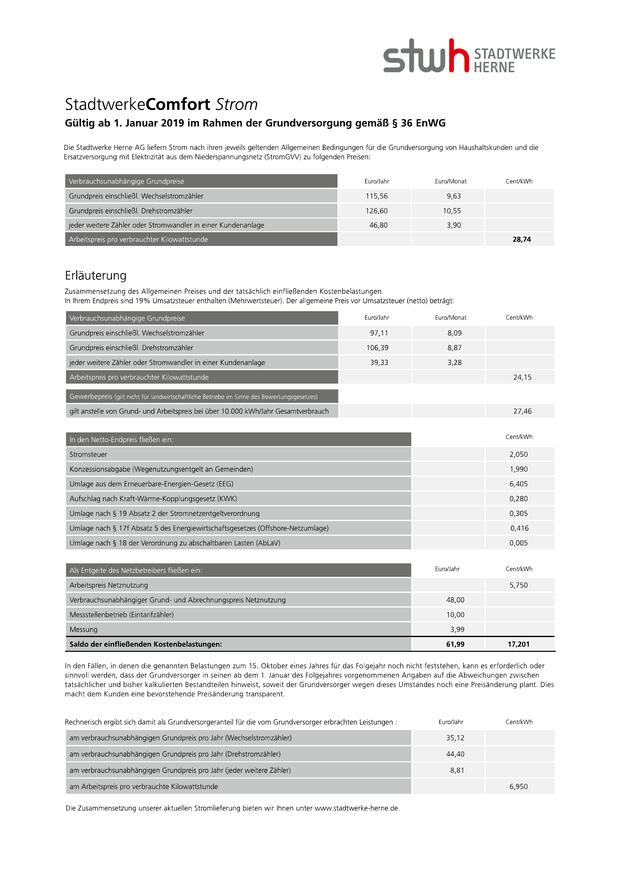 stwh STADTWERKE
HERNE
StadtwerkeComfort Strom
Gültig ab 1. Januar 2019 im Rahmen der Grundversorgung gemäß § 36 EnWG
Die Stadtwerke Herne AG liefern Strom nach ihren jeweils geltenden Allgemeinen Bedingungen für die Grundversorgung von Haushaltskunden und die
Ersatzversorgung mit Elektrizität aus dem Niederspannungsnetz (StromGVV) zu folgenden Preisen:
Verbrauchsunabhängige Grundpreise Euro/Jahr Euro/Monat Cent/kWh
Grundpreis einschließl. Wechselstromzähler 115,56 9,63
Grundpreis einschließl. Drehstromzähler 126,60 10,55
jeder weitere Zähler oder Stromwandler in einer Kundenanlage 46,80 3,90
Arbeitspreis pro verbrauchter Kilowattstunde 28,74
Erläuterung
Zusammensetzung des Allgemeinen Preises und der tatsächlich einfließenden Kostenbelastungen.
In Ihrem Endpreis sind 19% Umsatzsteuer enthalten (Mehrwertsteuer). Der allgemeine Preis vor Umsatzsteuer (netto) beträgt:
Verbrauchsunabhängige Grundpreise Euro/Jahr Euro/Monat Cent/kWh
Grundpreis einschließl. Wechselstromzähler 97,11 8,09
Grundpreis einschließl. Drehstromzähler 106,39 8,87
jeder weitere Zähler oder Stromwandler in einer Kundenanlage 39,33 3,28
Arbeitspreis pro verbrauchter Kilowattstunde 24,15
Gewerbepreis (gilt nicht für landwirtschaftliche Betriebe im Sinne des Bewertungsgesetzes)
gilt anstelle von Grund- und Arbeitspreis bei über 10.000 kWh/Jahr Gesamtverbrauch 27,46
In den Netto-Endpreis fließen ein: Cent/kWh
Stromsteuer 2,050
Konzessionsabgabe (Wegenutzungsentgelt an Gemeinden) 1,990
Umlage aus dem Erneuerbare-Energien-Gesetz (EEG) 6,405
Aufschlag nach Kraft-Wärme-Kopplungsgesetz (KWK) 0,280
Umlage nach § 19 Absatz 2 der Stromnetzentgeltverordnung 0,305
Umlage nach § 17f Absatz 5 des Energiewirtschaftsgesetzes (Offshore-Netzumlage) 0,416
Umlage nach § 18 der Verordnung zu abschaltbaren Lasten (AbLaV) 0,005
Als Entgelte des Netzbetreibers fließen ein: Euro/Jahr Cent/kWh
Arbeitspreis Netznutzung 5,750
Verbrauchsunabhängiger Grund- und Abrechnungspreis Netznutzung 48,00
Messstellenbetrieb (Eintarifzähler) 10,00
Messung 3,99
Saldo der einfließenden Kostenbelastungen: 61,99 17,201
In den Fällen, in denen die genannten Belastungen zum 15. Oktober eines Jahres für das Folgejahr noch nicht feststehen, kann es erforderlich oder
sinnvoll werden, dass der Grundversorger in seinen ab dem 1. Januar des Folgejahres vorgenommenen Angaben auf die Abweichungen zwischen
tatsächlicher und bisher kalkulierten Bestandteilen hinweist, soweit der Grundversorger wegen dieses Umstandes noch eine Preisänderung plant. Dies
macht dem Kunden eine bevorstehende Preisänderung transparent.
Rechnerisch ergibt sich damit als Grundversorgeranteil für die vom Grundversorger erbrachten Leistungen : Euro/Jahr Cent/kWh
am verbrauchsunabhängigen Grundpreis pro Jahr (Wechselstromzähler) 35,12
am verbrauchsunabhängigen Grundpreis pro Jahr (Drehstromzähler) 44,40
am verbrauchsunabhängigen Grundpreis pro Jahr (jeder weitere Zähler) 8,81
am Arbeitspreis pro verbrauchte Kilowattstunde 6,950
Die Zusammensetzung unserer aktuellen Stromlieferung bieten wir Ihnen unter www.stadtwerke-herne.de.